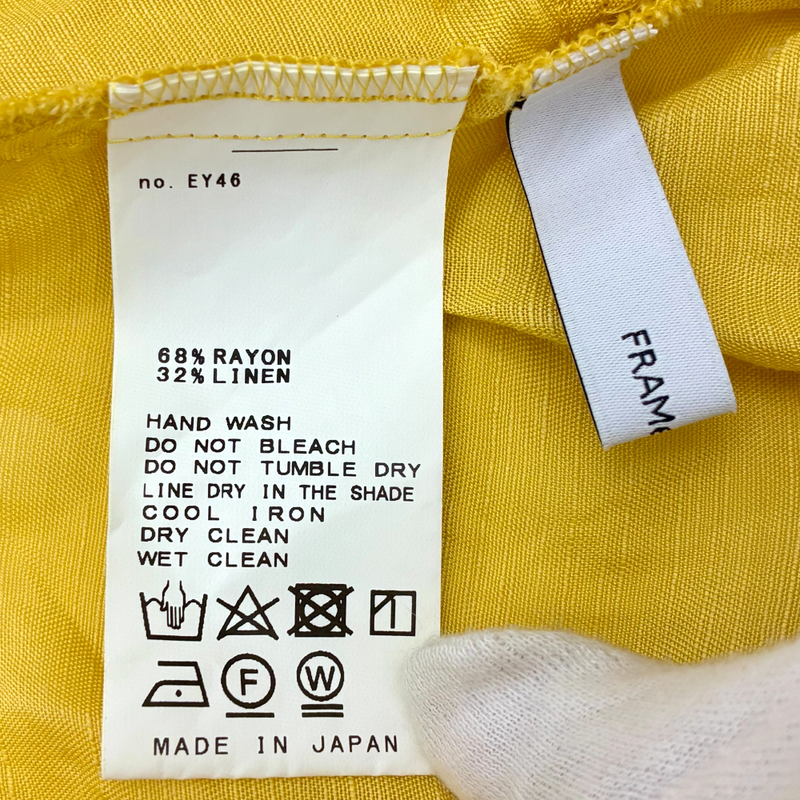 no. EY46
68% RAYON
32% LINEN
HAND WASH
DO NOT BLEACH
DO NOT TUMBLE DRY
LINE DRY IN THE SHADE
COOL IRON
DRY CLEAN
WET CLEAN
F W
MADE IN JAPAN